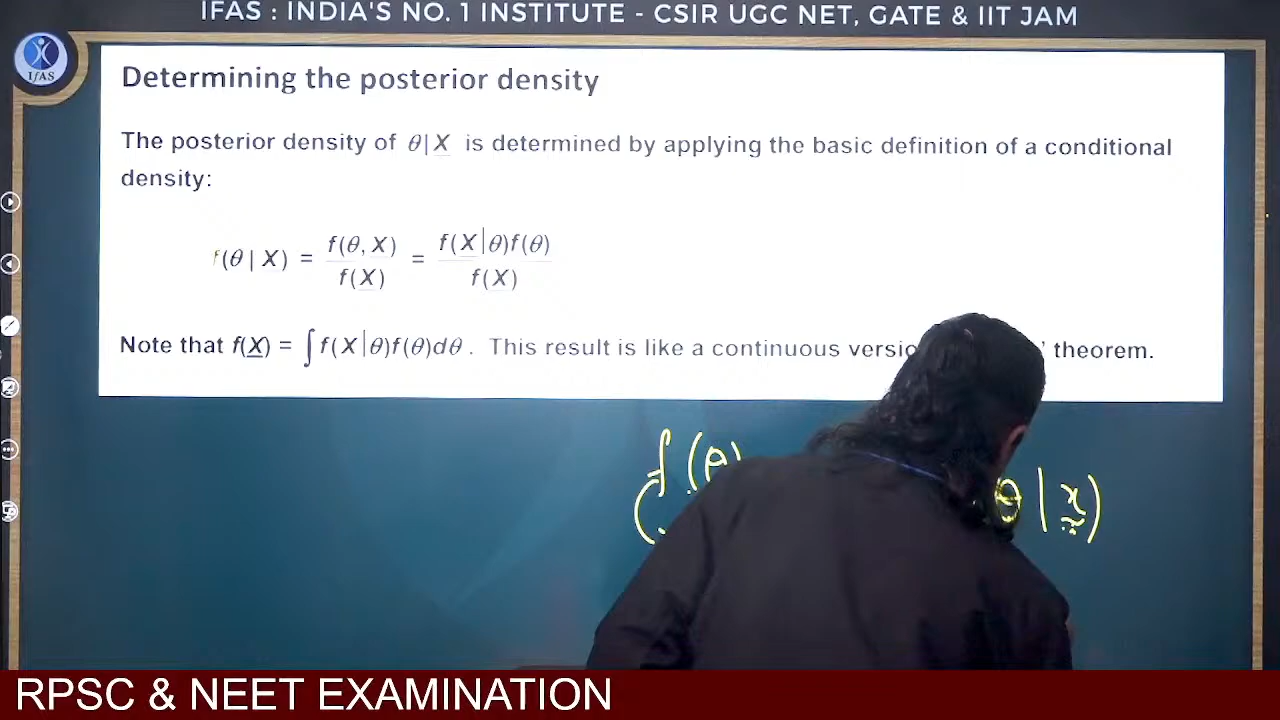 IFAS : INDIA'S NO. 1 INSTITUTE - CSIR UGC NET, GATE & IIT JAM
IFAS
Determining the posterior density
The posterior density of θ|X is determined by applying the basic definition of a conditional
density:
f(θ | X) = f(θ, X) / f(X) = f(X|θ)f(θ) / f(X)
Note that f(X) = ∫ f(X|θ)f(θ)dθ . This result is like a continuous theorem.
f(θ)
θ | x)
RPSC & NEET EXAMINATION